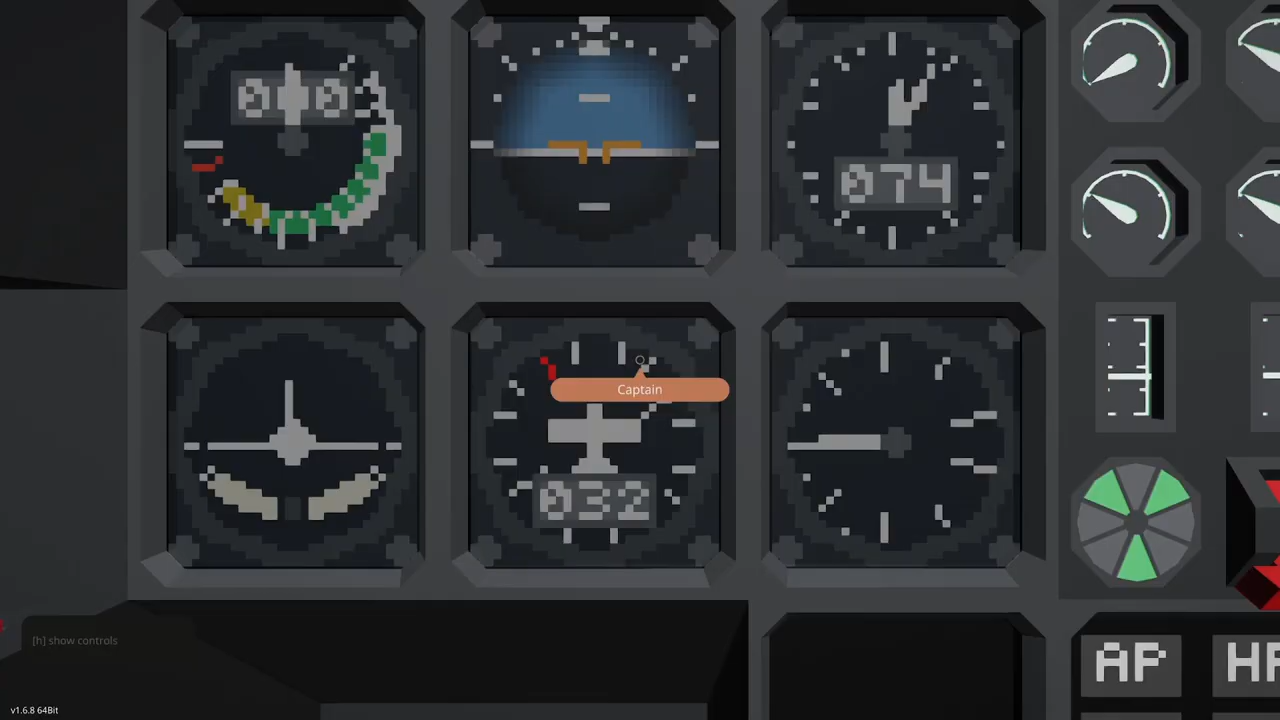 000
074
Captain
032
[h] show controls
AP
v1.6.8 64Bit